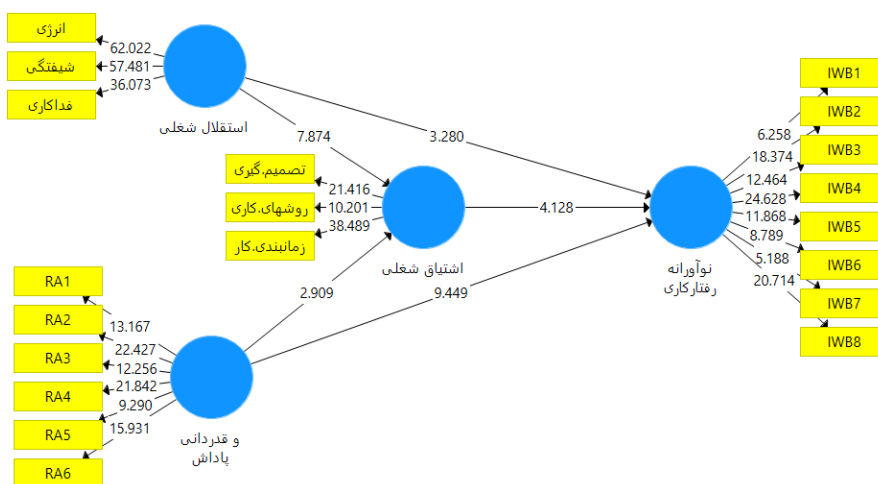 انرژی
62.022
شیفتگی
57.481
فداکاری
36.073
استقلال شغلی
7.874
3.280
تصمیم.گیری
21.416
روشهای.کاری
10.201
زمانبندی.کار
38.489
اشتیاق شغلی
4.128
2.909
9.449
نوآورانه
رفتارکاری
IWB1
6.258
IWB2
18.374
IWB3
12.464
IWB4
24.628
IWB5
11.868
IWB6
8.789
IWB7
5.188
IWB8
20.714
RA1
13.167
RA2
22.427
RA3
12.256
RA4
21.842
RA5
9.290
RA6
15.931
و قدردانی
پاداش